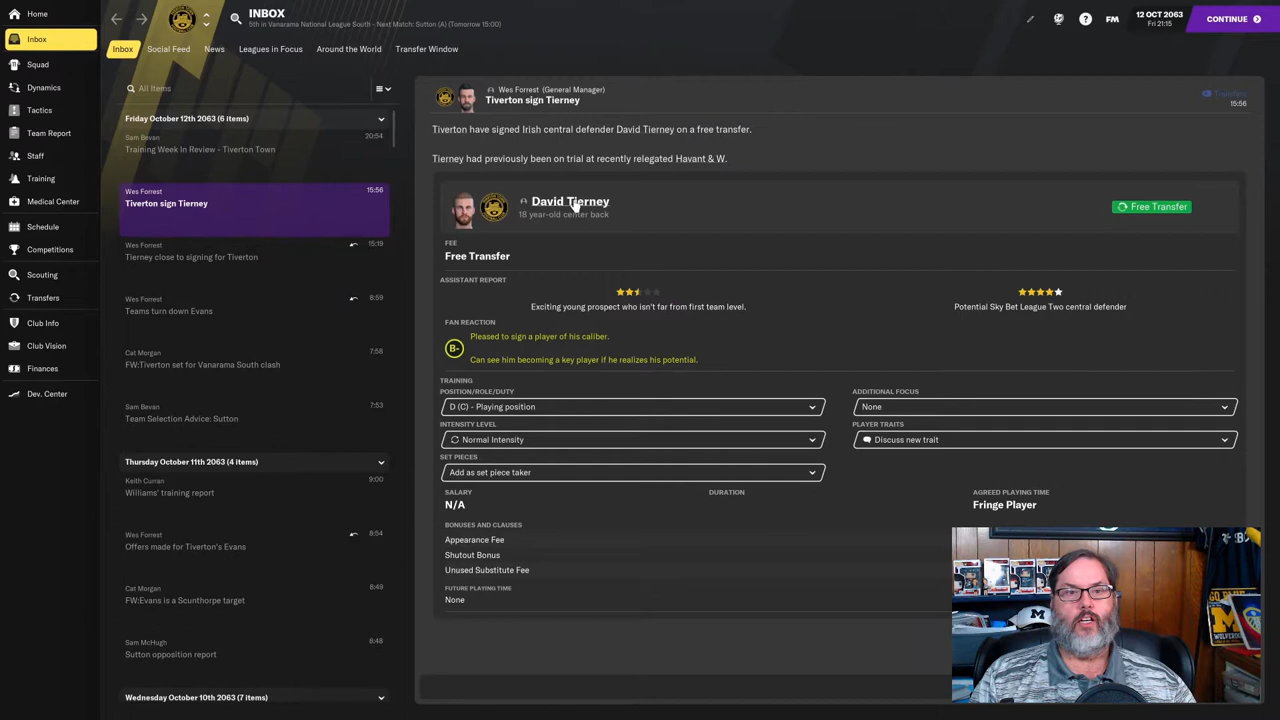 Home
Inbox
Squad
Dynamics
Tactics
Team Report
Staff
Training
Medical Center
Schedule
Competitions
Scouting
Transfers
Club Info
Club Vision
Finances
Dev. Center
INBOX
5th in Vanarama National League South - Next Match: Sutton (A) (Tomorrow 15:00)
FM
12 OCT 2063
Fri 21:15
CONTINUE
Inbox
Social Feed
News
Leagues in Focus
Around the World
Transfer Window
All Items
Friday October 12th 2063 (6 items)
Sam Bevan
20:54
Training Week In Review - Tiverton Town
Wes Forrest
15:56
Tiverton sign Tierney
Wes Forrest
15:19
Tierney close to signing for Tiverton
Wes Forrest
8:59
Teams turn down Evans
Cat Morgan
7:58
FW:Tiverton set for Vanarama South clash
Sam Bevan
7:53
Team Selection Advice: Sutton
Thursday October 11th 2063 (4 items)
Keith Curran
9:00
Williams' training report
Wes Forrest
8:54
Offers made for Tiverton's Evans
Cat Morgan
8:49
FW:Evans is a Scunthorpe target
Sam McHugh
8:48
Sutton opposition report
Wednesday October 10th 2063 (7 items)
Wes Forrest (General Manager)
Tiverton sign Tierney
Transfers
15:56
Tiverton have signed Irish central defender David Tierney on a free transfer.
Tierney had previously been on trial at recently relegated Havant & W.
David Tierney
18 year-old center back
Free Transfer
FEE
Free Transfer
ASSISTANT REPORT
Exciting young prospect who isn't far from first team level.
Potential Sky Bet League Two central defender
FAN REACTION
B-
Pleased to sign a player of his caliber.
Can see him becoming a key player if he realizes his potential.
TRAINING
POSITION/ROLE/DUTY
D (C) - Playing position
ADDITIONAL FOCUS
None
INTENSITY LEVEL
Normal Intensity
PLAYER TRAITS
Discuss new trait
SET PIECES
Add as set piece taker
SALARY
N/A
DURATION
AGREED PLAYING TIME
Fringe Player
BONUSES AND CLAUSES
Appearance Fee
Shutout Bonus
Unused Substitute Fee
FUTURE PLAYING TIME
None
M
GO BLUE
WOLVERINES